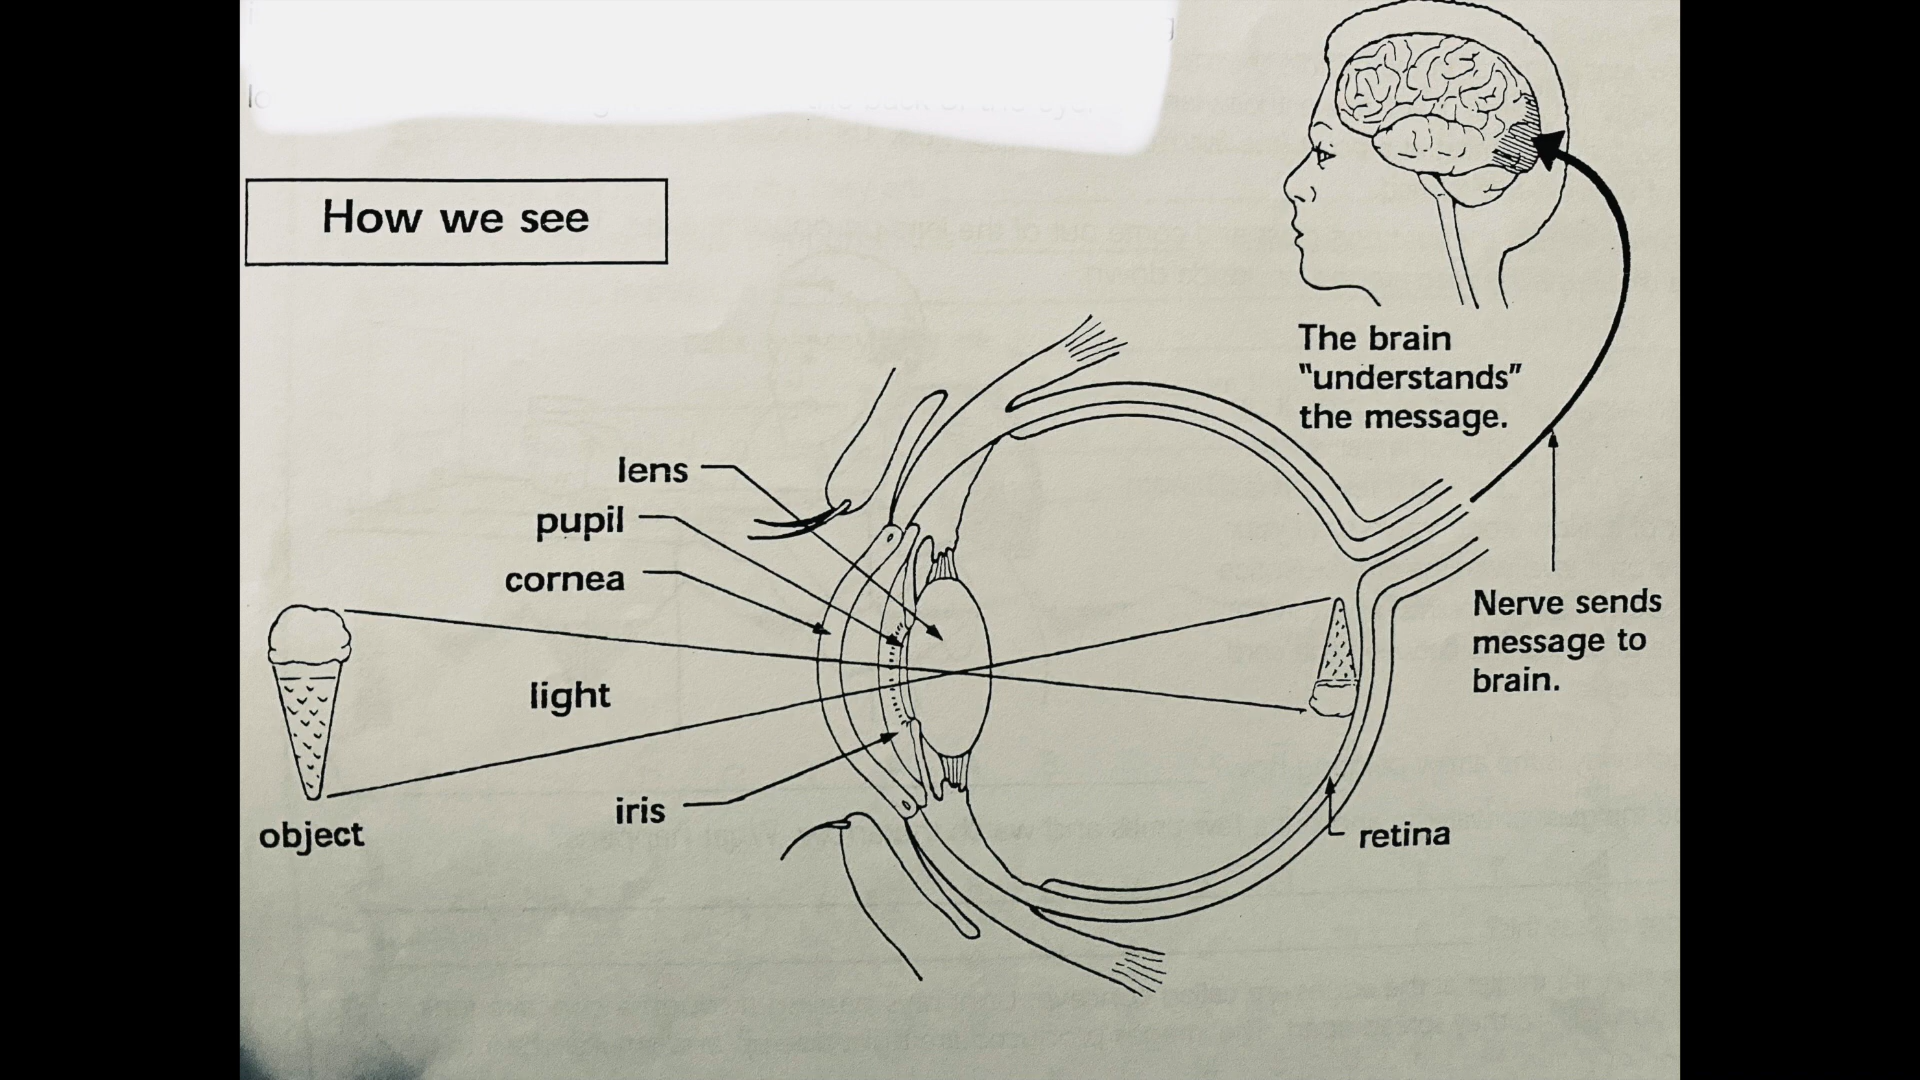 How we see
The brain
"understands"
the message.
lens
pupil
cornea
light
iris
object
Nerve sends
message to
brain.
retina